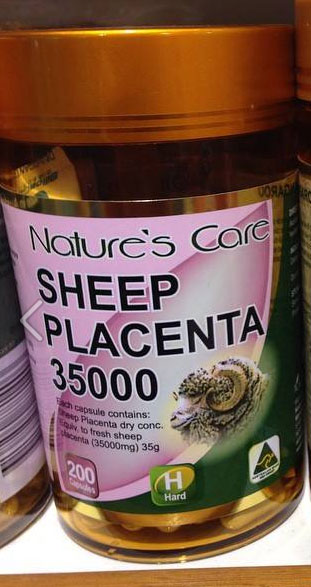 Nature's Care
SHEEP
PLACENTA
35000
Each capsule contains:
Sheep Placenta dry conc.
Equiv. to fresh sheep
placenta (35000mg) 35g
200
Capsules
H
Hard